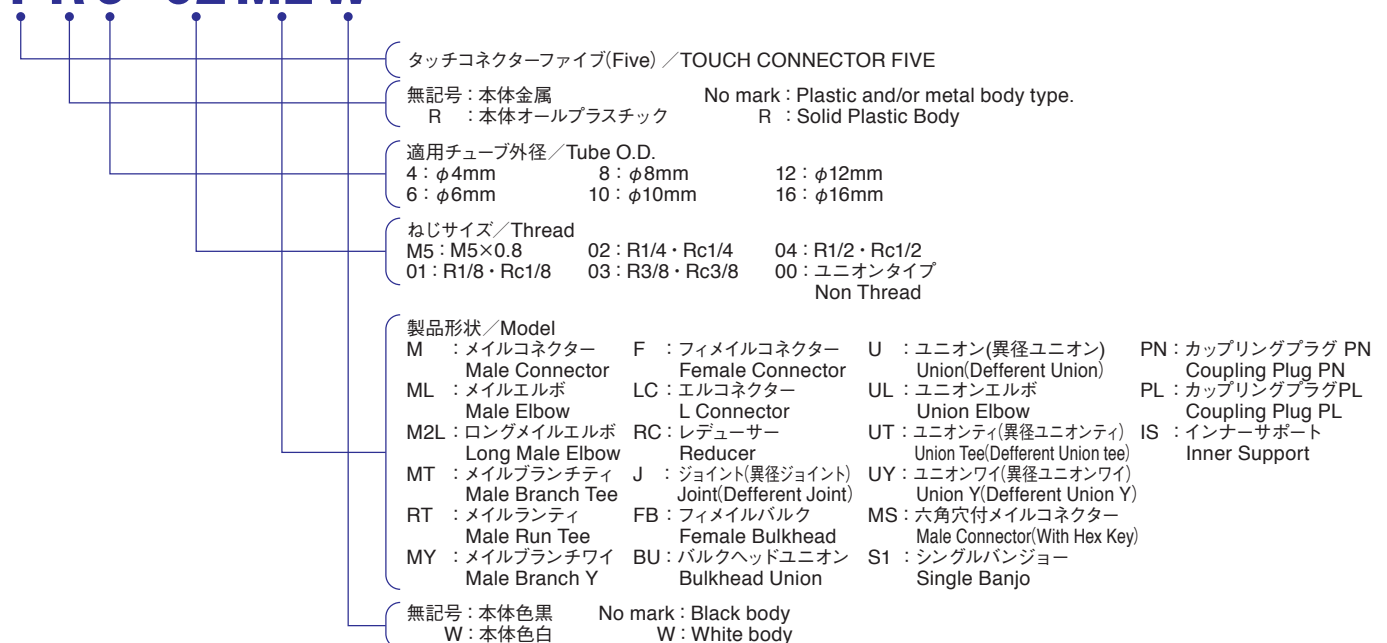 タッチコネクターファイブ(Five)／TOUCH CONNECTOR FIVE
無記号：本体金属 No mark：Plastic and/or metal body type.
R ：本体オールプラスチック R ：Solid Plastic Body
適用チューブ外径／Tube O.D.
4：φ4mm 8：φ8mm 12：φ12mm
6：φ6mm 10：φ10mm 16：φ16mm
ねじサイズ／Thread
M5：M5×0.8 02：R1/4・Rc1/4 04：R1/2・Rc1/2
01：R1/8・Rc1/8 03：R3/8・Rc3/8 00：ユニオンタイプ
Non Thread
製品形状／Model
M ：メイルコネクター F ：フィメイルコネクター U ：ユニオン(異径ユニオン) PN：カップリングプラグ PN
Male Connector Female Connector Union(Defferent Union) Coupling Plug PN
ML ：メイルエルボ LC：エルコネクター UL ：ユニオンエルボ PL：カップリングプラグPL
Male Elbow L Connector Union Elbow Coupling Plug PL
M2L：ロングメイルエルボ RC：レデューサー UT：ユニオンティ(異径ユニオンティ) IS ：インナーサポート
Long Male Elbow Reducer Union Tee(Defferent Union tee) Inner Support
MT ：メイルブランチティ J ：ジョイント(異径ジョイント) UY：ユニオンワイ(異径ユニオンワイ)
Male Branch Tee Joint(Defferent Joint) Union Y(Defferent Union Y)
RT ：メイルランティ FB：フィメイルバルク MS：六角穴付メイルコネクター
Male Run Tee Female Bulkhead Male Connector(With Hex Key)
MY ：メイルブランチワイ BU：バルクヘッドユニオン S1 ：シングルバンジョー
Male Branch Y Bulkhead Union Single Banjo
無記号：本体色黒 No mark：Black body
W：本体色白 W：White body